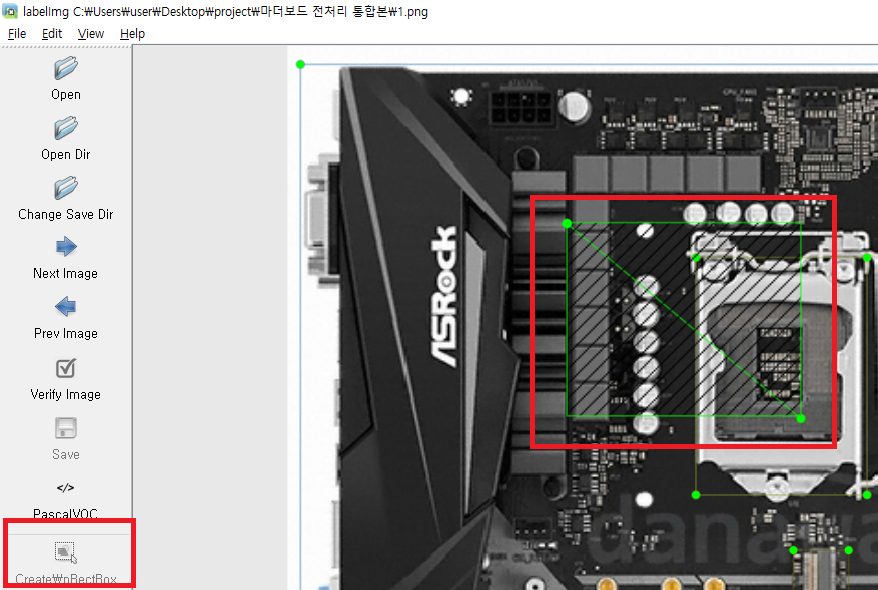 labelImg C:₩Users₩user₩Desktop₩project₩마더보드 전처리 통합본₩1.png
File Edit View Help
Open
Open Dir
Change Save Dir
Next Image
Prev Image
Verify Image
Save
</>
PascalVOC
Create₩nRectBox
ASRock
danawa